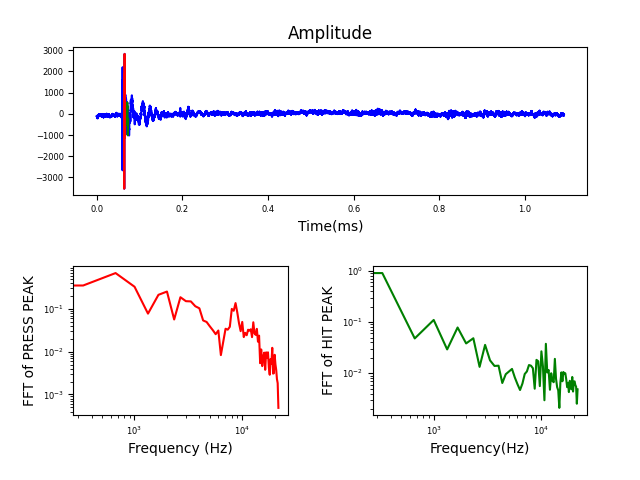 Amplitude
3000
2000
1000
0
−1000
−2000
−3000
0.0 0.2 0.4 0.6 0.8 1.0
Time(ms)
FFT of PRESS PEAK
10⁻¹
10⁻²
10⁻³
10³ 10⁴
Frequency (Hz)
FFT of HIT PEAK
10⁰
10⁻¹
10⁻²
10³ 10⁴
Frequency(Hz)